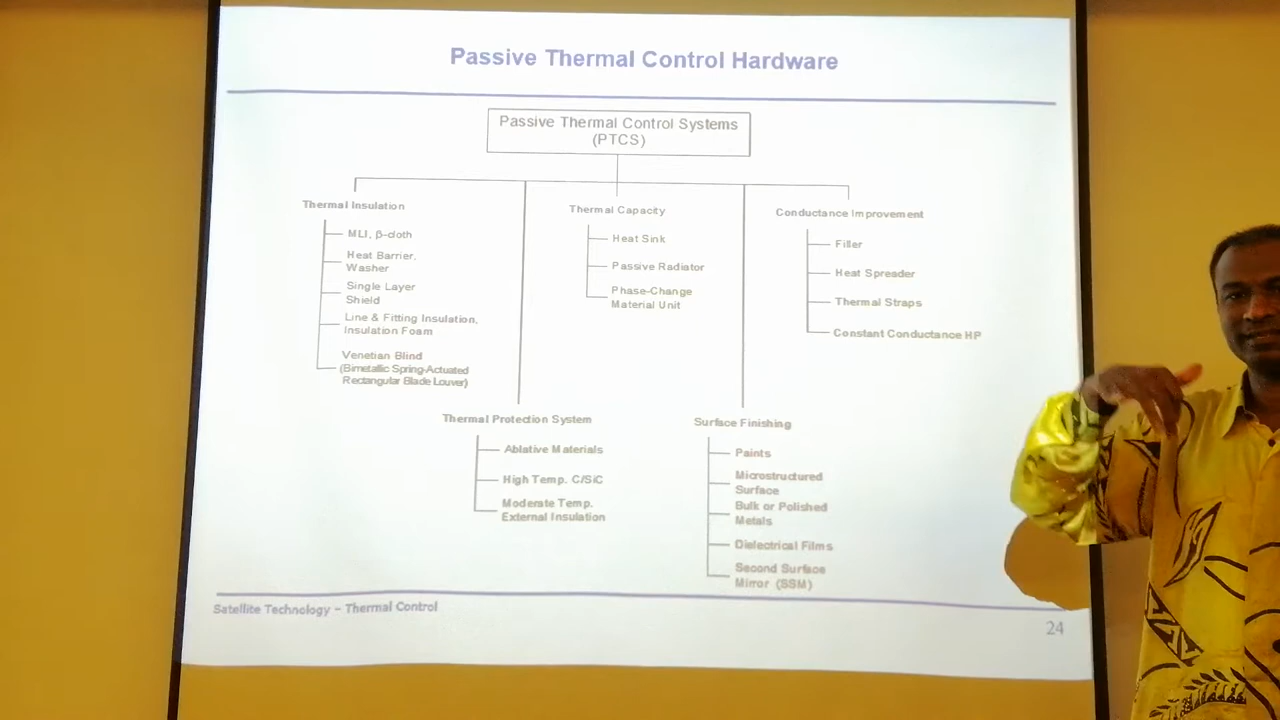 Passive Thermal Control Hardware
Passive Thermal Control Systems
(PTCS)
Thermal Insulation
MLI, β-cloth
Heat Barrier,
Washer
Single Layer
Shield
Line & Fitting Insulation,
Insulation Foam
Venetian Blind
(Bimetallic Spring-Actuated
Rectangular Blade Louver)
Thermal Capacity
Heat Sink
Passive Radiator
Phase-Change
Material Unit
Conductance Improvement
Filler
Heat Spreader
Thermal Straps
Constant Conductance HP
Thermal Protection System
Ablative Materials
High Temp. C/SiC
Moderate Temp.
External Insulation
Surface Finishing
Paints
Microstructured
Surface
Bulk or Polished
Metals
Dielectrical Films
Second Surface
Mirror (SSM)
Satellite Technology – Thermal Control
24